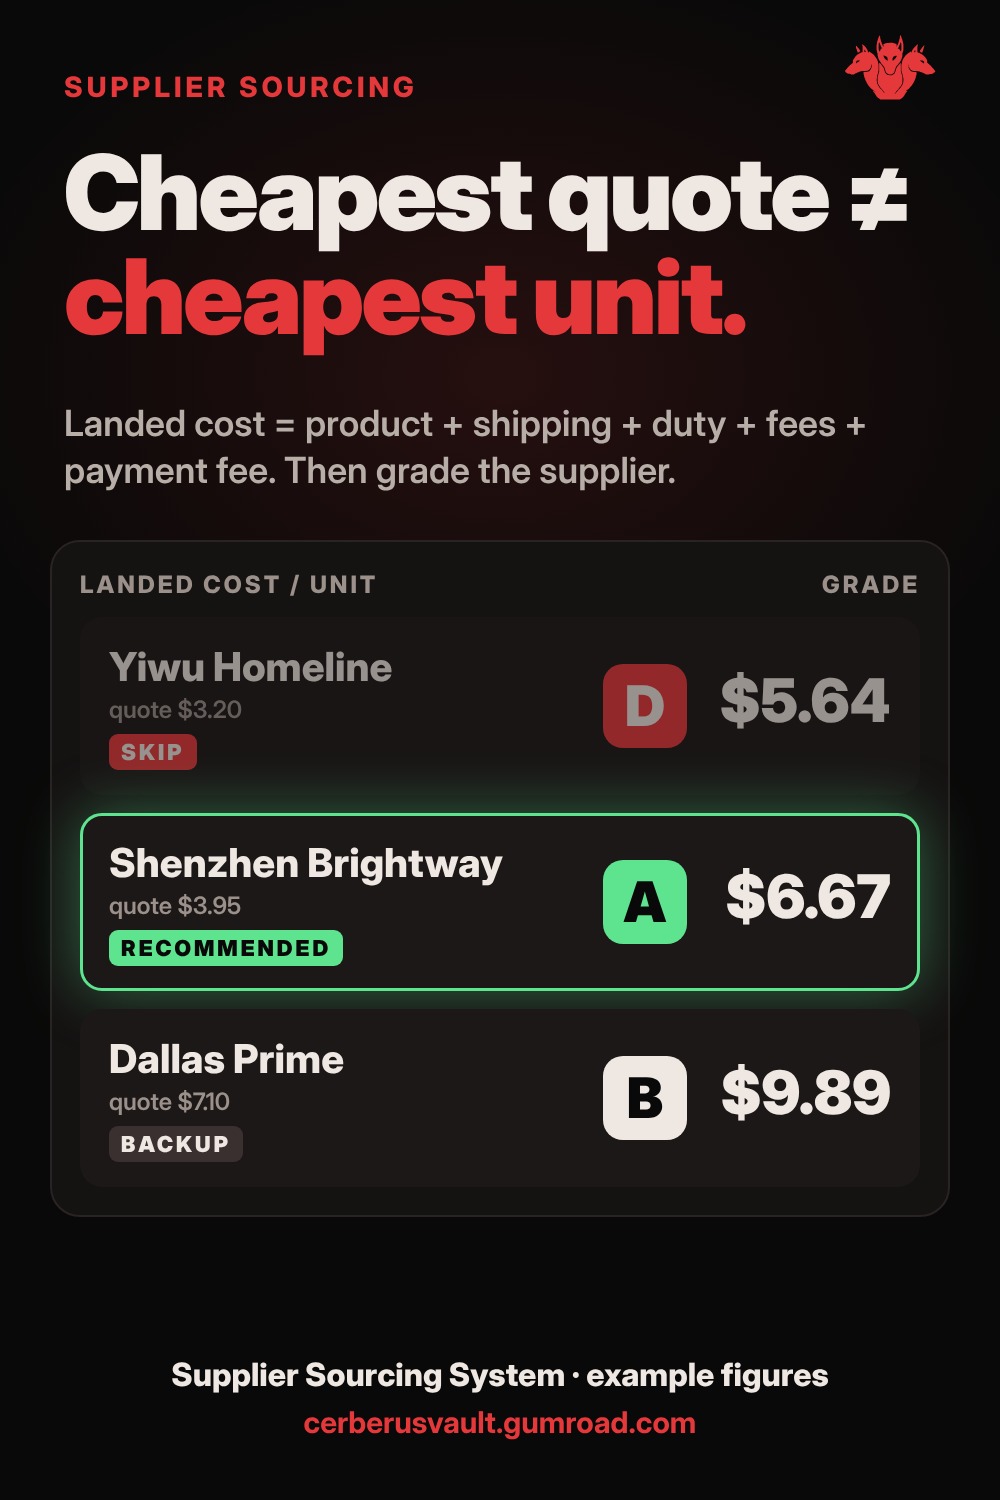 SUPPLIER SOURCING
Cheapest quote ≠
cheapest unit.
Landed cost = product + shipping + duty + fees +
payment fee. Then grade the supplier.
LANDED COST / UNIT GRADE
Yiwu Homeline
quote $3.20
SKIP
D $5.64
Shenzhen Brightway
quote $3.95
RECOMMENDED
A $6.67
Dallas Prime
quote $7.10
BACKUP
B $9.89
Supplier Sourcing System · example figures
cerberusvault.gumroad.com